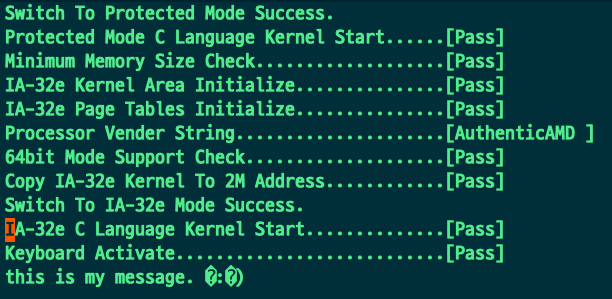 Switch To Protected Mode Success.
Protected Mode C Language Kernel Start......[Pass]
Minimum Memory Size Check...................[Pass]
IA-32e Kernel Area Initialize...............[Pass]
IA-32e Page Tables Initialize...............[Pass]
Processor Vender String.....................[AuthenticAMD ]
64bit Mode Support Check....................[Pass]
Copy IA-32e Kernel To 2M Address............[Pass]
Switch To IA-32e Mode Success.
IA-32e C Language Kernel Start..............[Pass]
Keyboard Activate...........................[Pass]
this is my message. �:�)